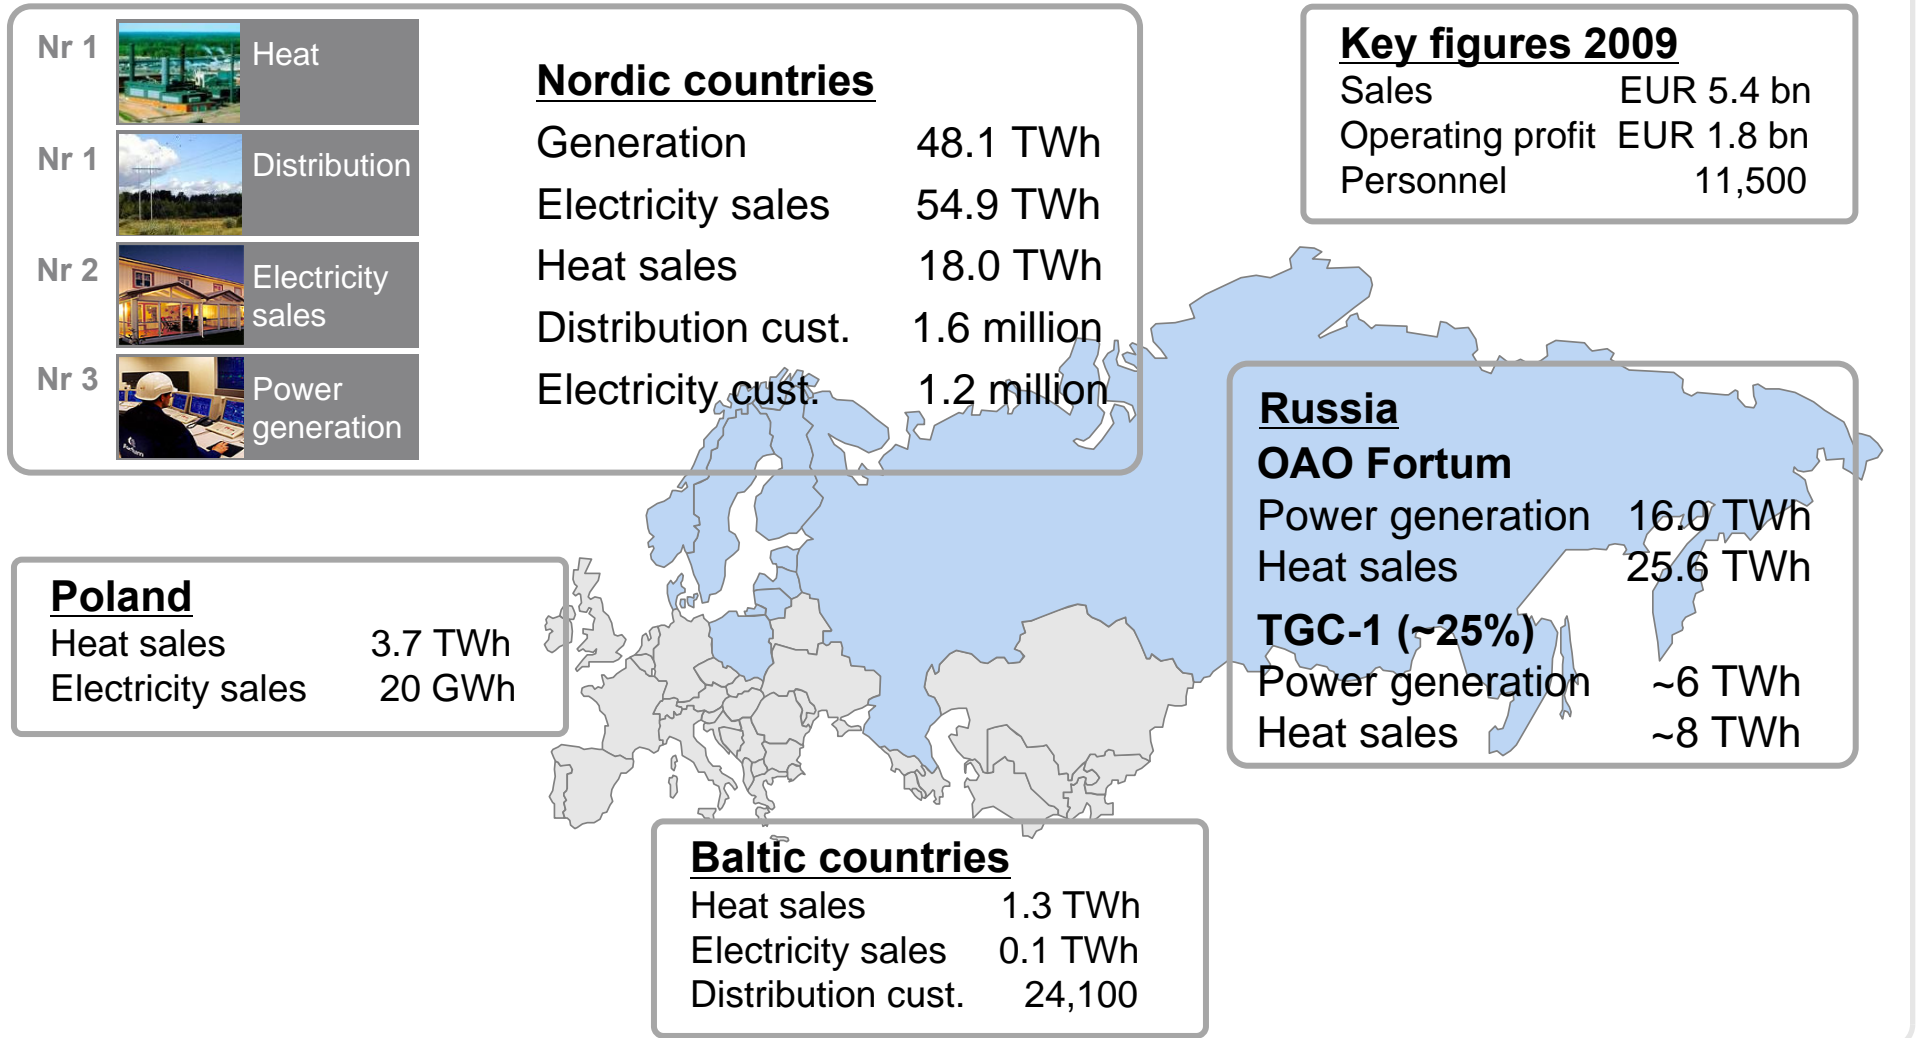 Nr 1 Heat
Nr 1 Distribution
Nr 2 Electricity
sales
Nr 3 Power
generation
Nordic countries
Generation 48.1 TWh
Electricity sales 54.9 TWh
Heat sales 18.0 TWh
Distribution cust. 1.6 million
Electricity cust. 1.2 million
Key figures 2009
Sales EUR 5.4 bn
Operating profit EUR 1.8 bn
Personnel 11,500
Russia
OAO Fortum
Power generation 16.0 TWh
Heat sales 25.6 TWh
TGC-1 (~25%)
Power generation ~6 TWh
Heat sales ~8 TWh
Poland
Heat sales 3.7 TWh
Electricity sales 20 GWh
Baltic countries
Heat sales 1.3 TWh
Electricity sales 0.1 TWh
Distribution cust. 24,100